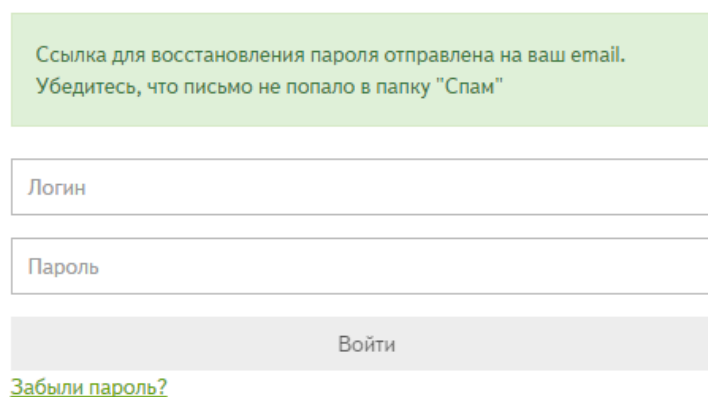 Ссылка для восстановления пароля отправлена на ваш email.
Убедитесь, что письмо не попало в папку "Спам"
Логин
Пароль
Войти
Забыли пароль?